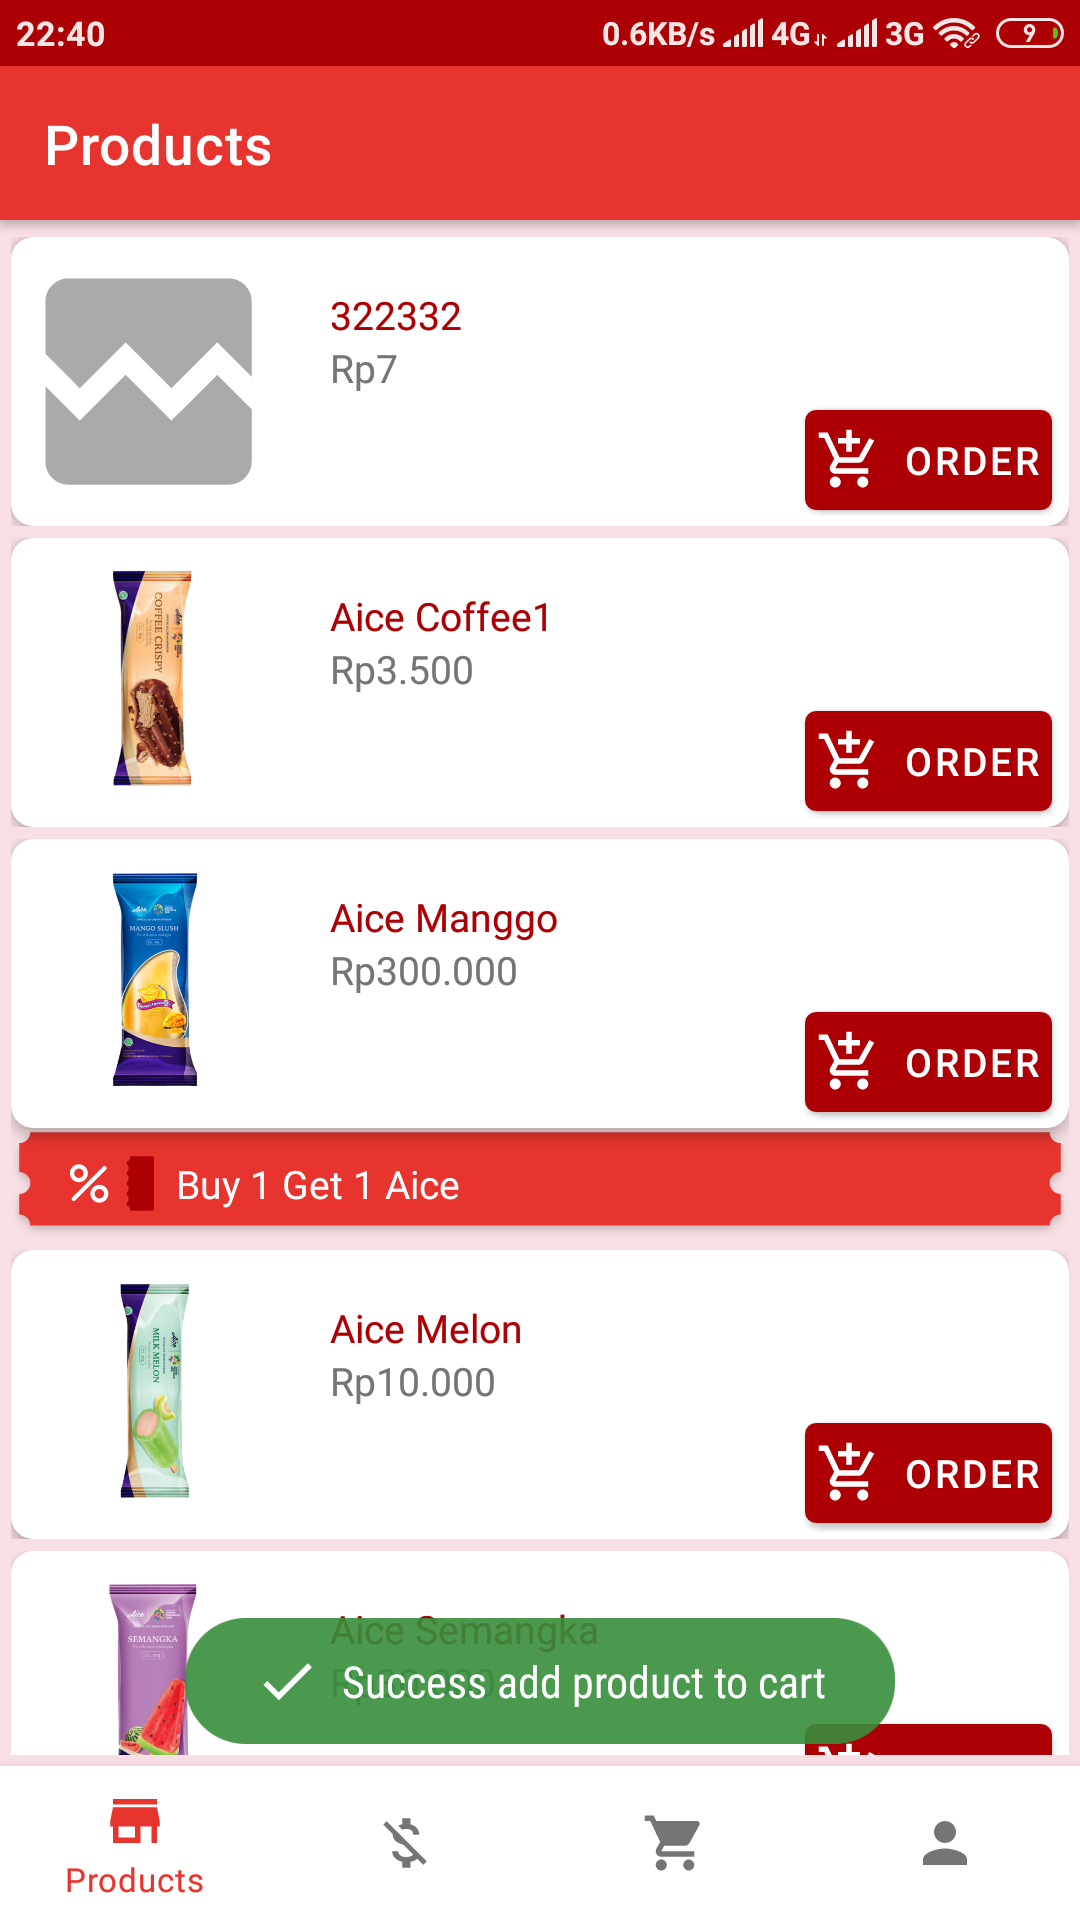 22:40
0.6KB/s 4G 3G 9
Products
322332
Rp7
ORDER
COFFEE CRISPY
Aice Coffee1
Rp3.500
ORDER
Aice
MANGO SLUSH
Aice Manggo
Rp300.000
ORDER
% Buy 1 Get 1 Aice
MILK MELON
Aice Melon
Rp10.000
ORDER
Aice
SEMANGKA
Aice Semangka
Success add product to cart
Products